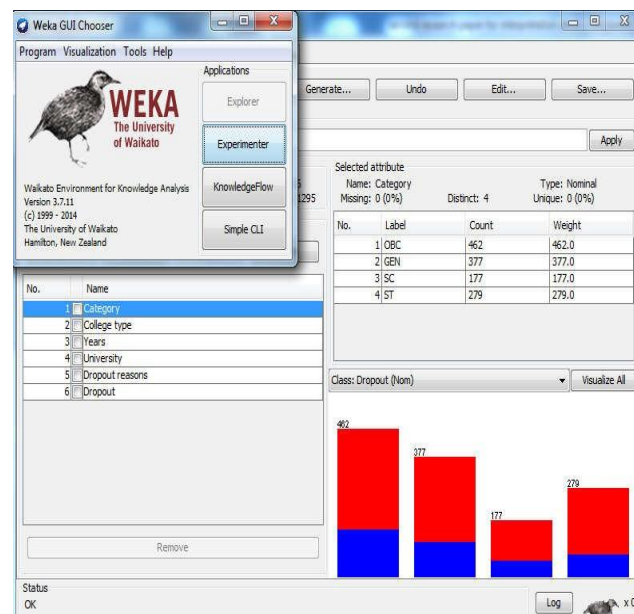 Weka GUI Chooser
Program Visualization Tools Help
WEKA
The University
of Waikato
Waikato Environment for Knowledge Analysis
Version 3.7.11
(c) 1999 - 2014
The University of Waikato
Hamilton, New Zealand
Applications
Explorer
Experimenter
KnowledgeFlow
Simple CLI
Generate... Undo Edit... Save...
Apply
1295
Selected attribute
Name: Category Type: Nominal
Missing: 0 (0%) Distinct: 4 Unique: 0 (0%)
No. Label Count Weight
1 OBC 462 462.0
2 GEN 377 377.0
3 SC 177 177.0
4 ST 279 279.0
No. Name
1 Category
2 College type
3 Years
4 University
5 Dropout reasons
6 Dropout
Remove
Class: Dropout (Nom) Visualize All
462
377
177
279
Status
OK
Log
x 0